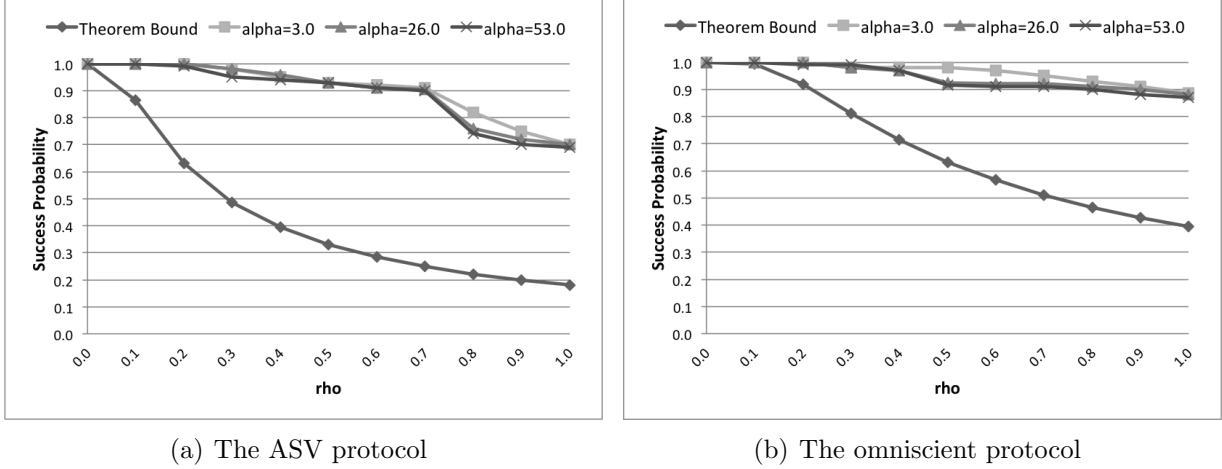 Theorem Bound alpha=3.0 alpha=26.0 alpha=53.0
1.0
0.9
0.8
0.7
0.6
0.5
0.4
0.3
0.2
0.1
0.0
Success Probability
0.0 0.1 0.2 0.3 0.4 0.5 0.6 0.7 0.8 0.9 1.0
rho
(a) The ASV protocol
Theorem Bound alpha=3.0 alpha=26.0 alpha=53.0
1.0
0.9
0.8
0.7
0.6
0.5
0.4
0.3
0.2
0.1
0.0
Success Probability
0.0 0.1 0.2 0.3 0.4 0.5 0.6 0.7 0.8 0.9 1.0
rho
(b) The omniscient protocol